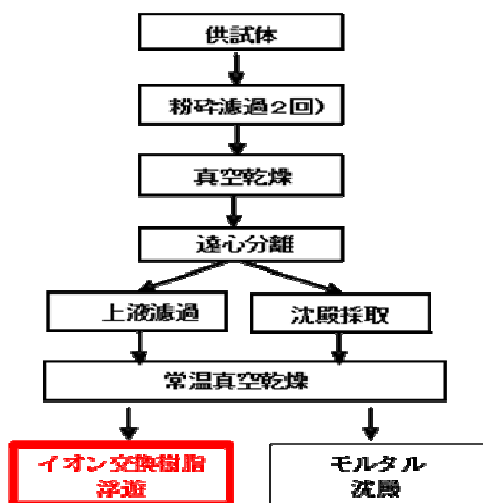 供試体
粉砕濾過２回）
真空乾燥
遠心分離
上液濾過
沈殿採取
常温真空乾燥
イオン交換樹脂
浮遊
モルタル
沈殿